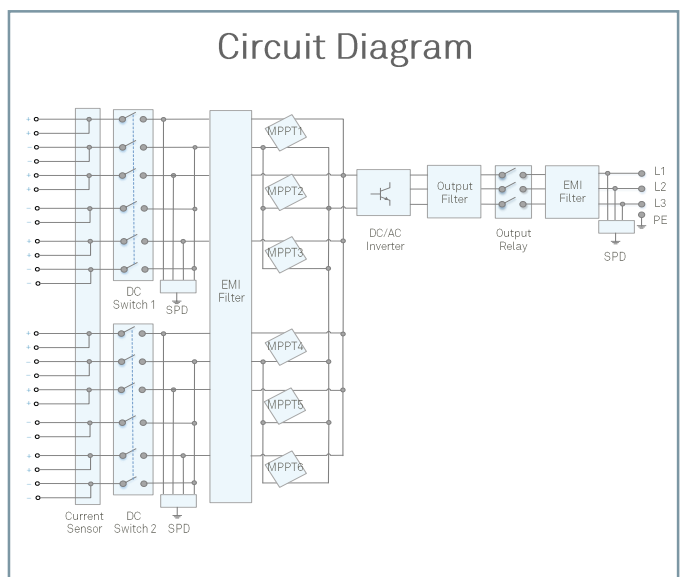 Circuit Diagram
+
+
−
−
+
+
−
−
+
+
−
−
MPPT1
MPPT2
MPPT3
EMI
Filter
DC
Switch 1
SPD
DC/AC
Inverter
Output
Filter
Output
Relay
EMI
Filter
L1
L2
L3
PE
SPD
+
+
−
−
+
+
−
−
+
+
−
−
MPPT4
MPPT5
MPPT6
Current
Sensor
DC
Switch 2
SPD